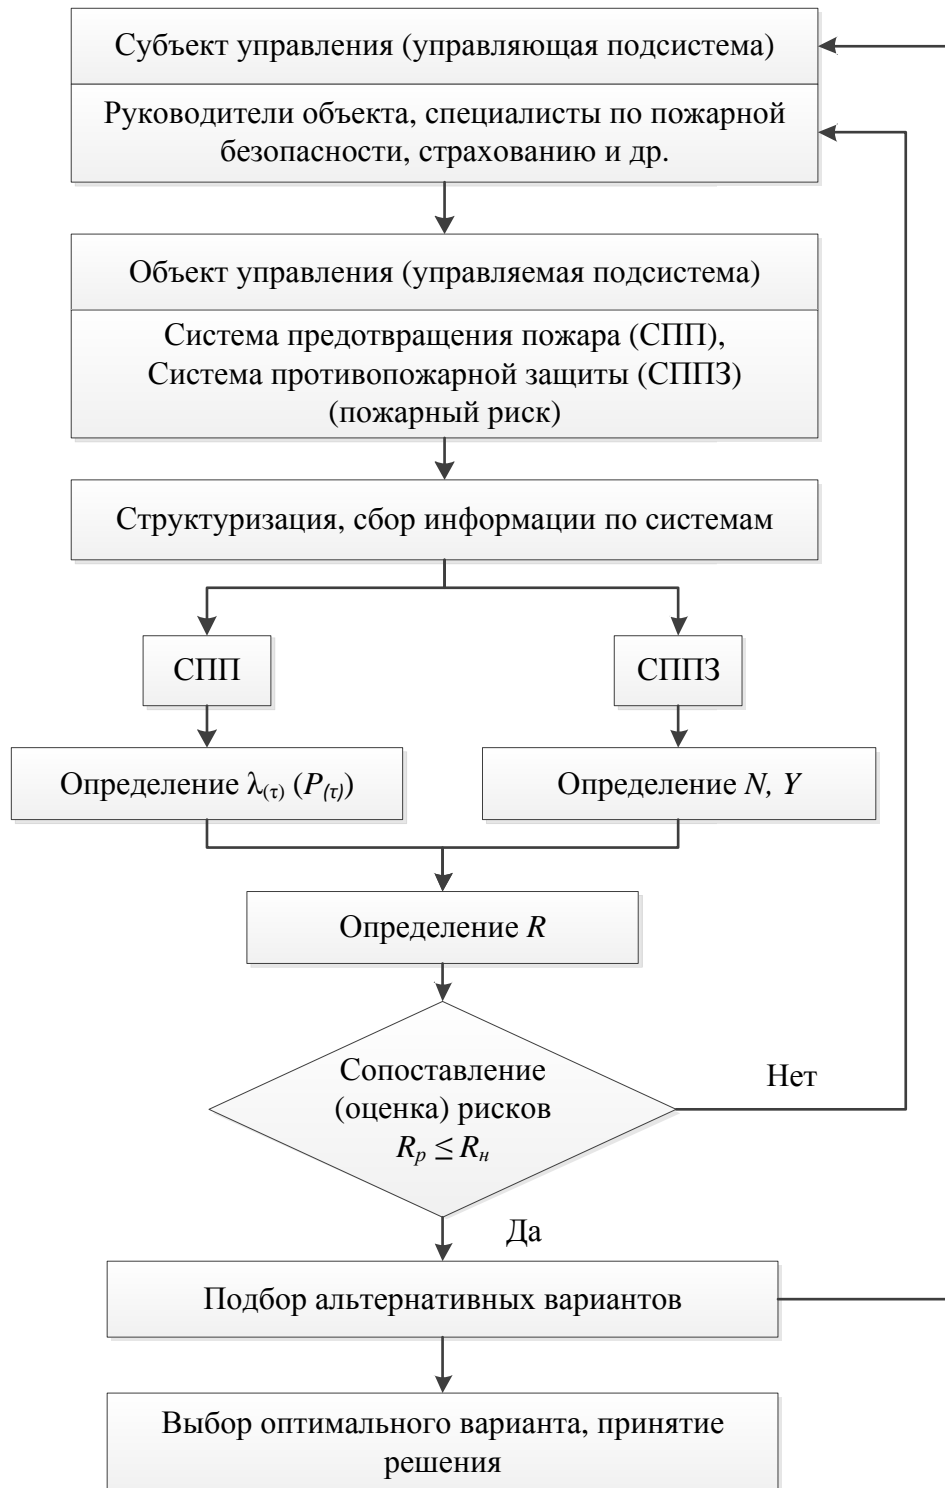 Субъект управления (управляющая подсистема)
Руководители объекта, специалисты по пожарной
безопасности, страхованию и др.
Объект управления (управляемая подсистема)
Система предотвращения пожара (СПП),
Система противопожарной защиты (СППЗ)
(пожарный риск)
Структуризация, сбор информации по системам
СПП
СППЗ
Определение λ(τ) (P(τ))
Определение N, Y
Определение R
Сопоставление
(оценка) рисков
Rр ≤ Rн
Нет
Да
Подбор альтернативных вариантов
Выбор оптимального варианта, принятие
решения